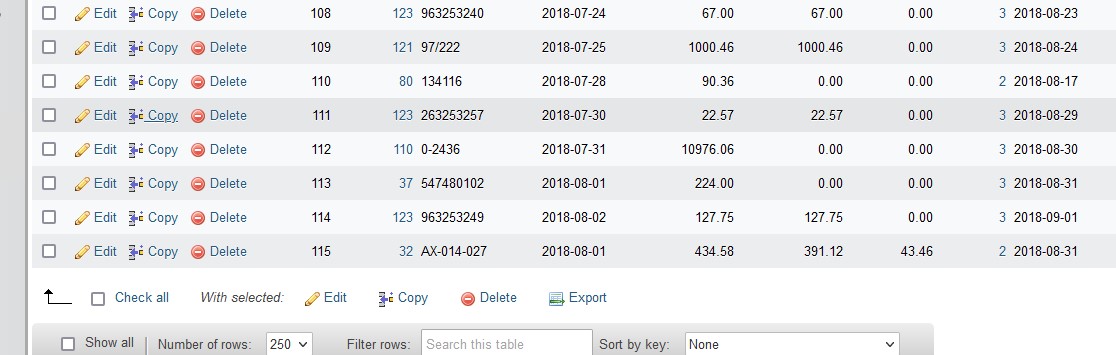 Edit Copy Delete 108 123 963253240 2018-07-24 67.00 67.00 0.00 3 2018-08-23
Edit Copy Delete 109 121 97/222 2018-07-25 1000.46 1000.46 0.00 3 2018-08-24
Edit Copy Delete 110 80 134116 2018-07-28 90.36 0.00 0.00 2 2018-08-17
Edit Copy Delete 111 123 263253257 2018-07-30 22.57 22.57 0.00 3 2018-08-29
Edit Copy Delete 112 110 0-2436 2018-07-31 10976.06 0.00 0.00 3 2018-08-30
Edit Copy Delete 113 37 547480102 2018-08-01 224.00 0.00 0.00 3 2018-08-31
Edit Copy Delete 114 123 963253249 2018-08-02 127.75 127.75 0.00 3 2018-09-01
Edit Copy Delete 115 32 AX-014-027 2018-08-01 434.58 391.12 43.46 2 2018-08-31
Check all With selected: Edit Copy Delete Export
Show all Number of rows: 250 Filter rows: Search this table Sort by key: None